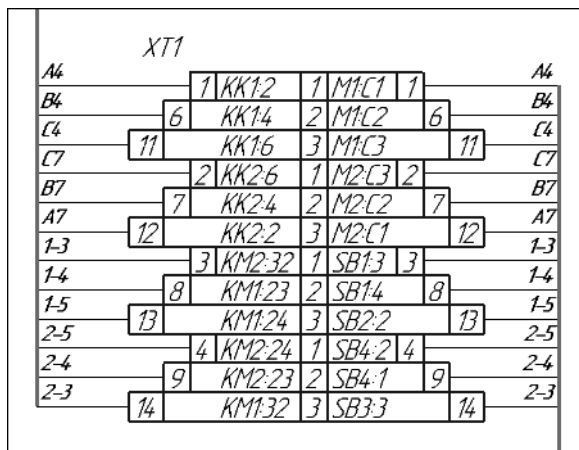 XT1
A4 1 KK1:2 1 M1:C1 1 A4
B4 6 KK1:4 2 M1:C2 6 B4
C4 11 KK1:6 3 M1:C3 11 C4
C7 2 KK2:6 1 M2:C3 2 C7
B7 7 KK2:4 2 M2:C2 7 B7
A7 12 KK2:2 3 M2:C1 12 A7
1-3 3 KM2:32 1 SB1:3 3 1-3
1-4 8 KM1:23 2 SB1:4 8 1-4
1-5 13 KM1:24 3 SB2:2 13 1-5
2-5 4 KM2:24 1 SB4:2 4 2-5
2-4 9 KM2:23 2 SB4:1 9 2-4
2-3 14 KM1:32 3 SB3:3 14 2-3